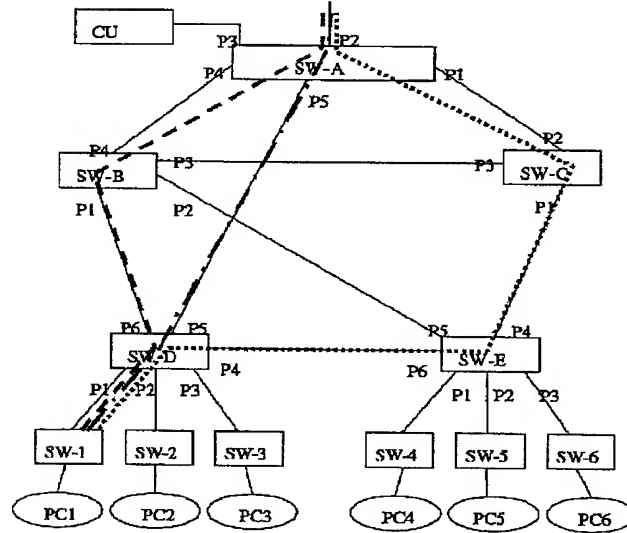 CU
P3
P2
SW-A
P4
P1
P5
P2
P4
P3
P3
SW-B
SW-C
P1
P2
P1
P6
P5
P5
P4
SW-D
SW-E
P4
P6
P1
P2
P3
P1
P2
P3
SW-1
SW-2
SW-3
SW-4
SW-5
SW-6
PC1
PC2
PC3
PC4
PC5
PC6